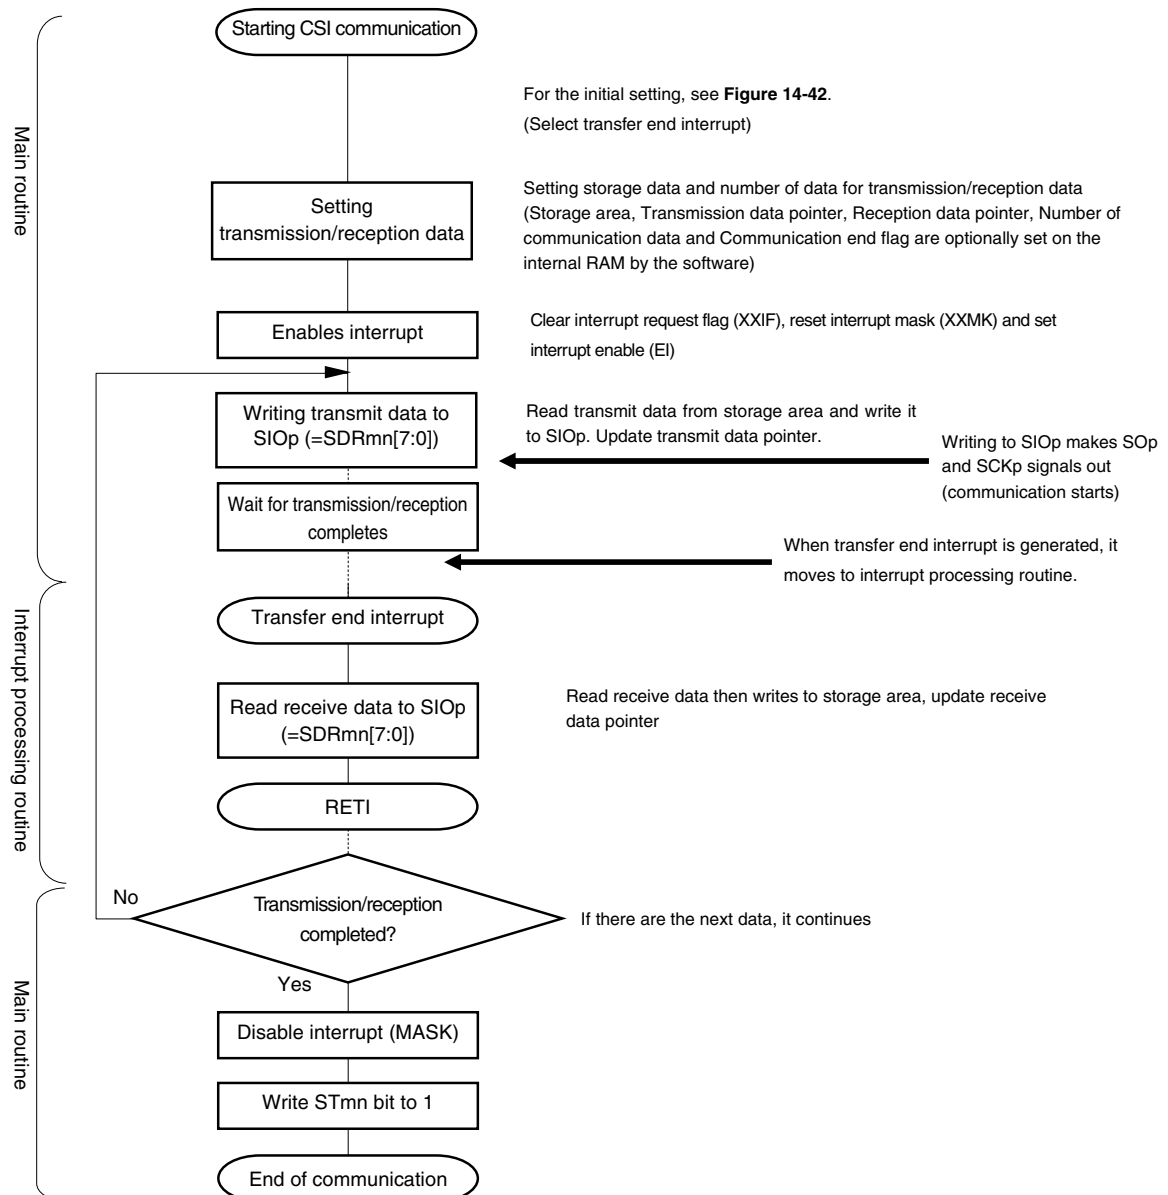 Starting CSI communication
For the initial setting, see Figure 14-42.
(Select transfer end interrupt)
Main routine
Setting
transmission/reception data
Setting storage data and number of data for transmission/reception data
(Storage area, Transmission data pointer, Reception data pointer, Number of
communication data and Communication end flag are optionally set on the
internal RAM by the software)
Enables interrupt
Clear interrupt request flag (XXIF), reset interrupt mask (XXMK) and set
interrupt enable (EI)
Writing transmit data to
SIOp (=SDRmn[7:0])
Read transmit data from storage area and write it
to SIOp. Update transmit data pointer.
Writing to SIOp makes SOp
and SCKp signals out
(communication starts)
Wait for transmission/reception
completes
When transfer end interrupt is generated, it
moves to interrupt processing routine.
Interrupt processing routine
Transfer end interrupt
Read receive data to SIOp
(=SDRmn[7:0])
Read receive data then writes to storage area, update receive
data pointer
RETI
No
Transmission/reception
completed?
If there are the next data, it continues
Yes
Main routine
Disable interrupt (MASK)
Write STmn bit to 1
End of communication